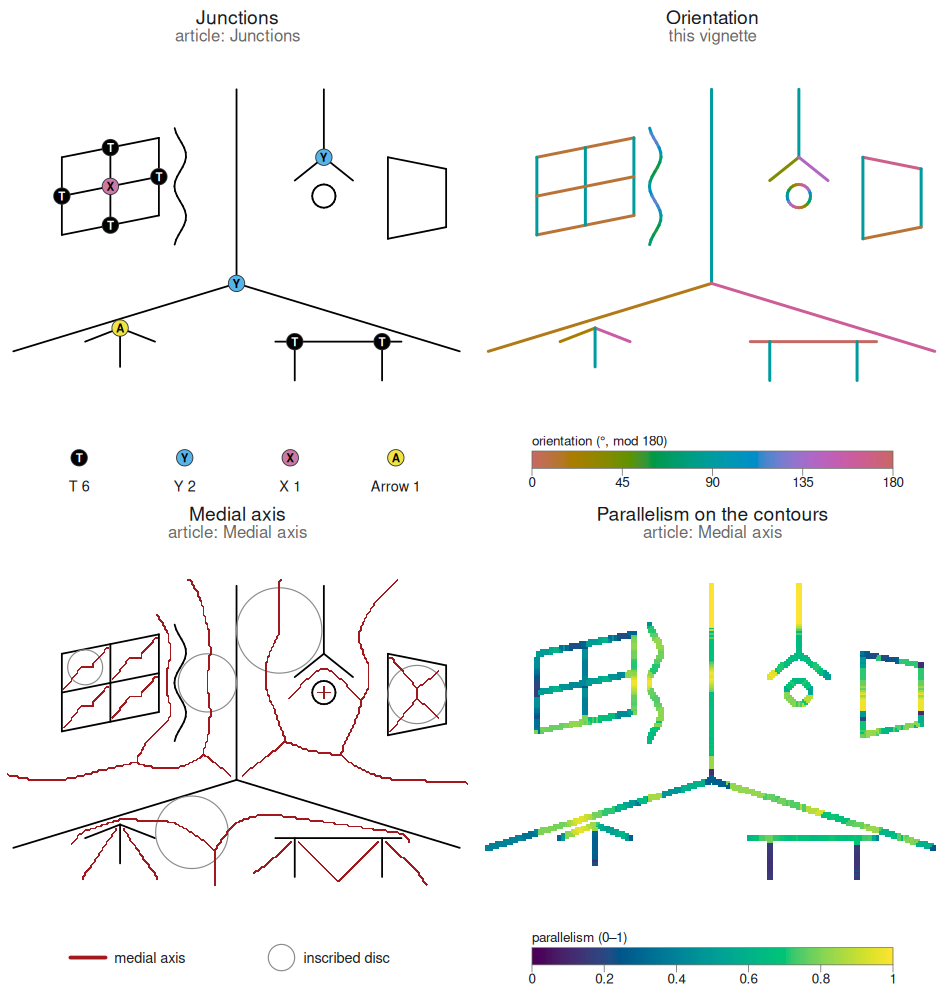 Junctions
article: Junctions
Orientation
this vignette
T
T
X
T
T
Y
Y
A
T
T
T
Y
X
A
T 6
Y 2
X 1
Arrow 1
orientation (°, mod 180)
0
45
90
135
180
Medial axis
article: Medial axis
Parallelism on the contours
article: Medial axis
medial axis
inscribed disc
parallelism (0–1)
0
0.2
0.4
0.6
0.8
1